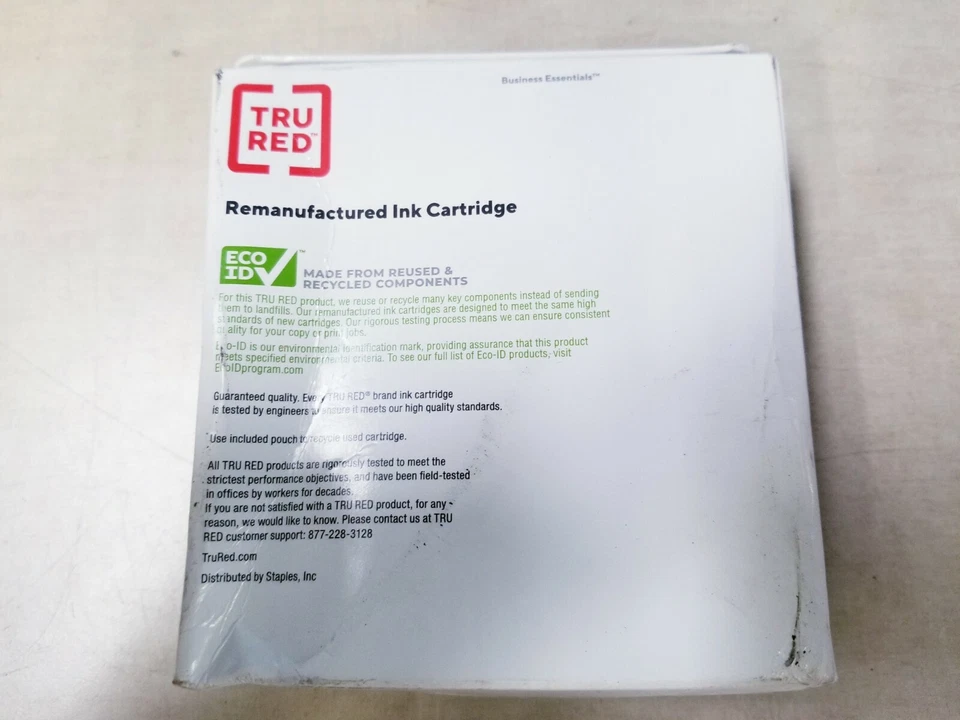 Business Essentials™
TRU
RED™
Remanufactured Ink Cartridge
ECO
ID™
MADE FROM REUSED &
RECYCLED COMPONENTS
For this TRU RED product, we reuse or recycle many key components instead of sending
them to landfills. Our remanufactured ink cartridges are designed to meet the same high
standards of new cartridges. Our rigorous testing process means we can ensure consistent
quality for your copy or print jobs.
Eco-ID is our environmental identification mark, providing assurance that this product
meets specified environmental criteria. To see our full list of Eco-ID products, visit
EcoIDprogram.com
Guaranteed quality. Every TRU RED® brand ink cartridge
is tested by engineers to ensure it meets our high quality standards.
Use included pouch to recycle used cartridge.
All TRU RED products are rigorously tested to meet the
strictest performance objectives, and have been field-tested
in offices by workers for decades.
If you are not satisfied with a TRU RED product, for any
reason, we would like to know. Please contact us at TRU
RED customer support: 877-228-3128
TruRed.com
Distributed by Staples, Inc